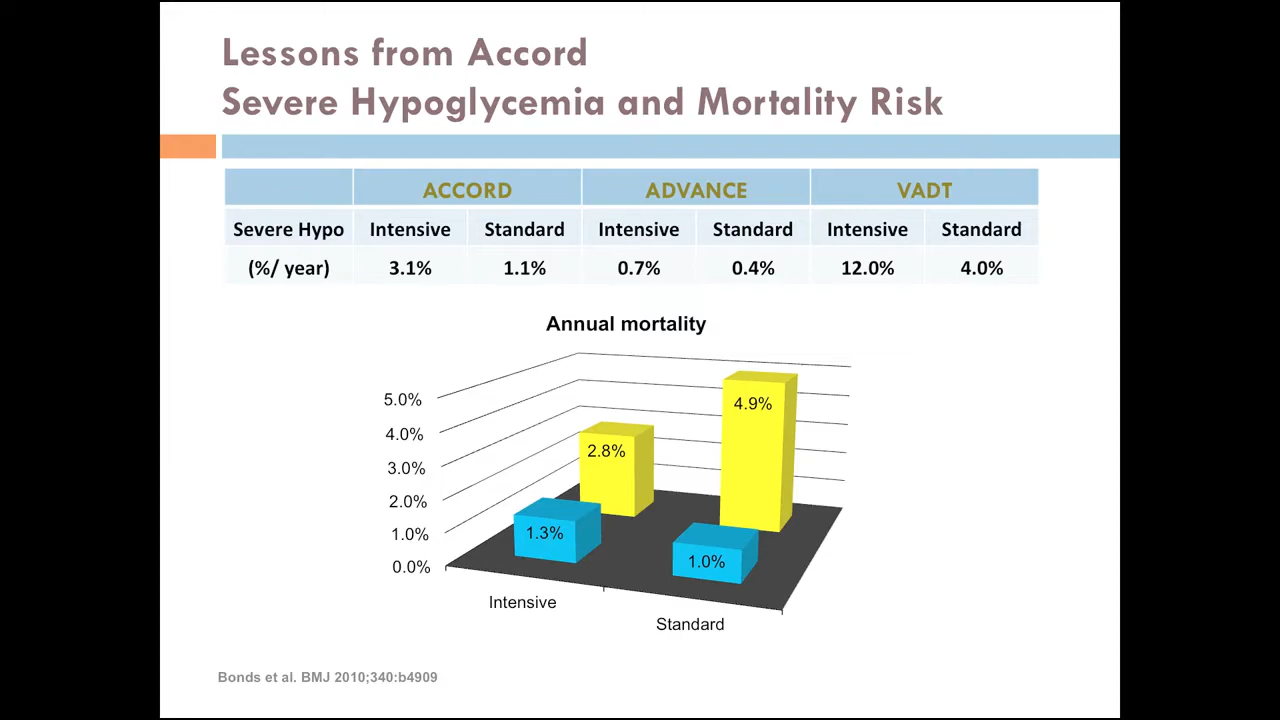 Lessons from Accord
Severe Hypoglycemia and Mortality Risk
ACCORD ADVANCE VADT
Severe Hypo Intensive Standard Intensive Standard Intensive Standard
(%/ year) 3.1% 1.1% 0.7% 0.4% 12.0% 4.0%
Annual mortality
5.0%
4.0%
3.0%
2.0%
1.0%
0.0%
2.8%
4.9%
1.3%
1.0%
Intensive
Standard
Bonds et al. BMJ 2010;340:b4909